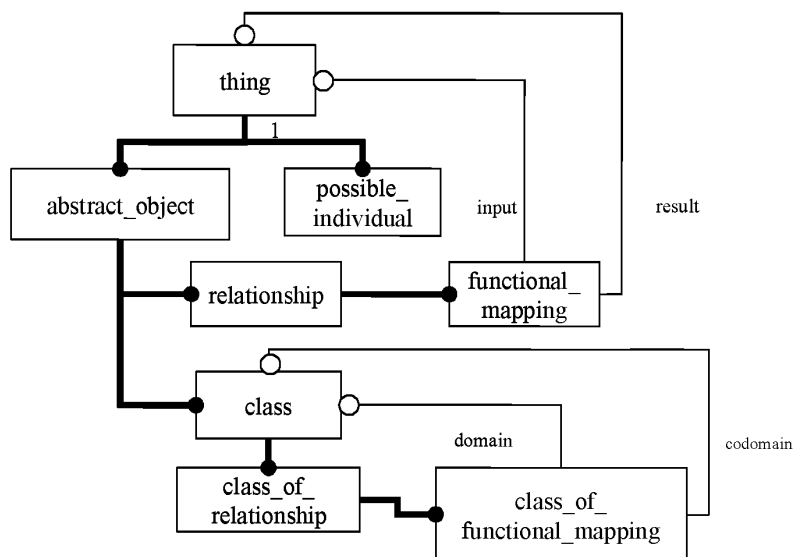 thing
1
abstract_object
possible_
individual
input
result
relationship
functional_
mapping
class
domain
codomain
class_of_
relationship
class_of_
functional_mapping